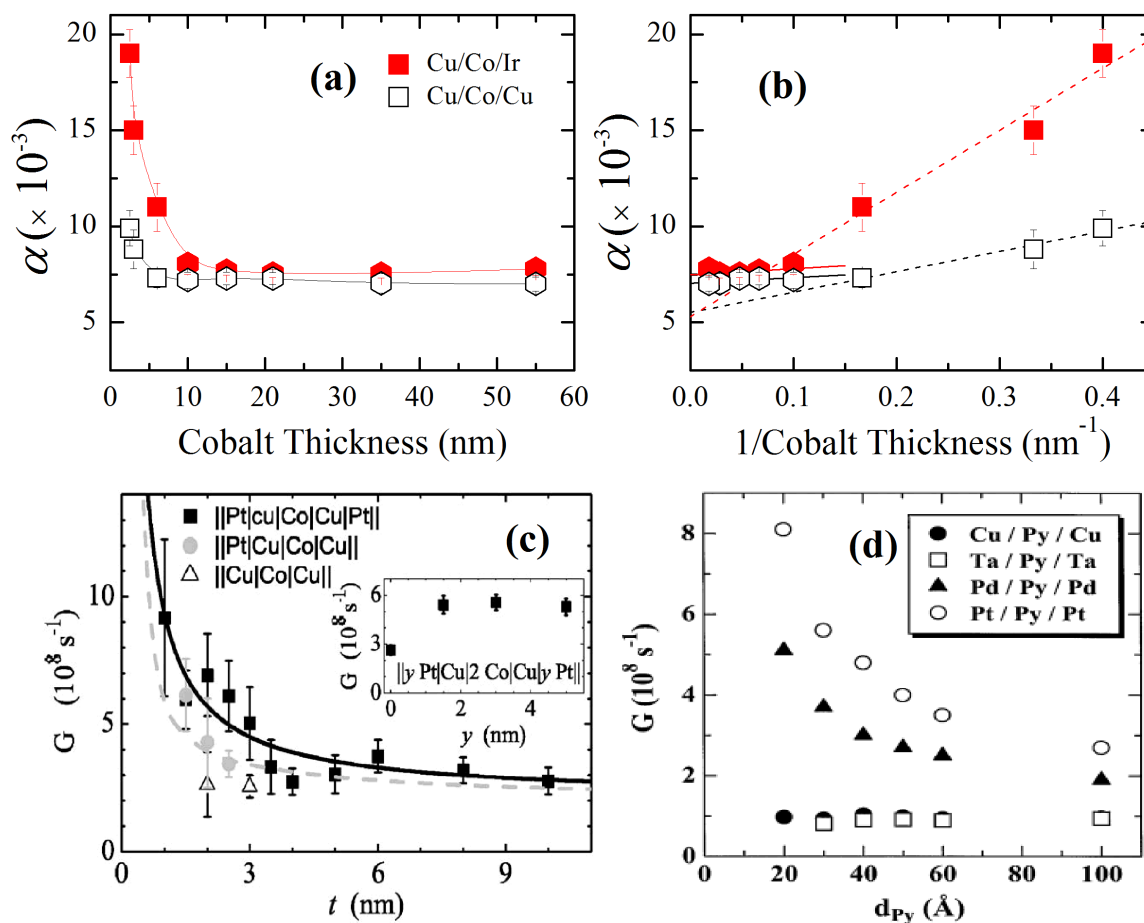 20
15
10
5
α (× 10⁻³)
(a)
Cu/Co/Ir
Cu/Co/Cu
0 10 20 30 40 50 60
Cobalt Thickness (nm)
20
15
10
5
α (× 10⁻³)
(b)
0.0 0.1 0.2 0.3 0.4
1/Cobalt Thickness (nm⁻¹)
10
5
0
G (10⁸ s⁻¹)
||Pt|cu|Co|Cu|Pt||
||Pt|Cu|Co|Cu||
||Cu|Co|Cu||
(c)
6
3
0
G (10⁸ s⁻¹)
||y Pt|Cu|2 Co|Cu|y Pt||
0 2 4
y (nm)
0 3 6 9
t (nm)
8
6
4
2
0
G (10⁸ s⁻¹)
(d)
Cu / Py / Cu
Ta / Py / Ta
Pd / Py / Pd
Pt / Py / Pt
0 20 40 60 80 100
d_Py (Å)